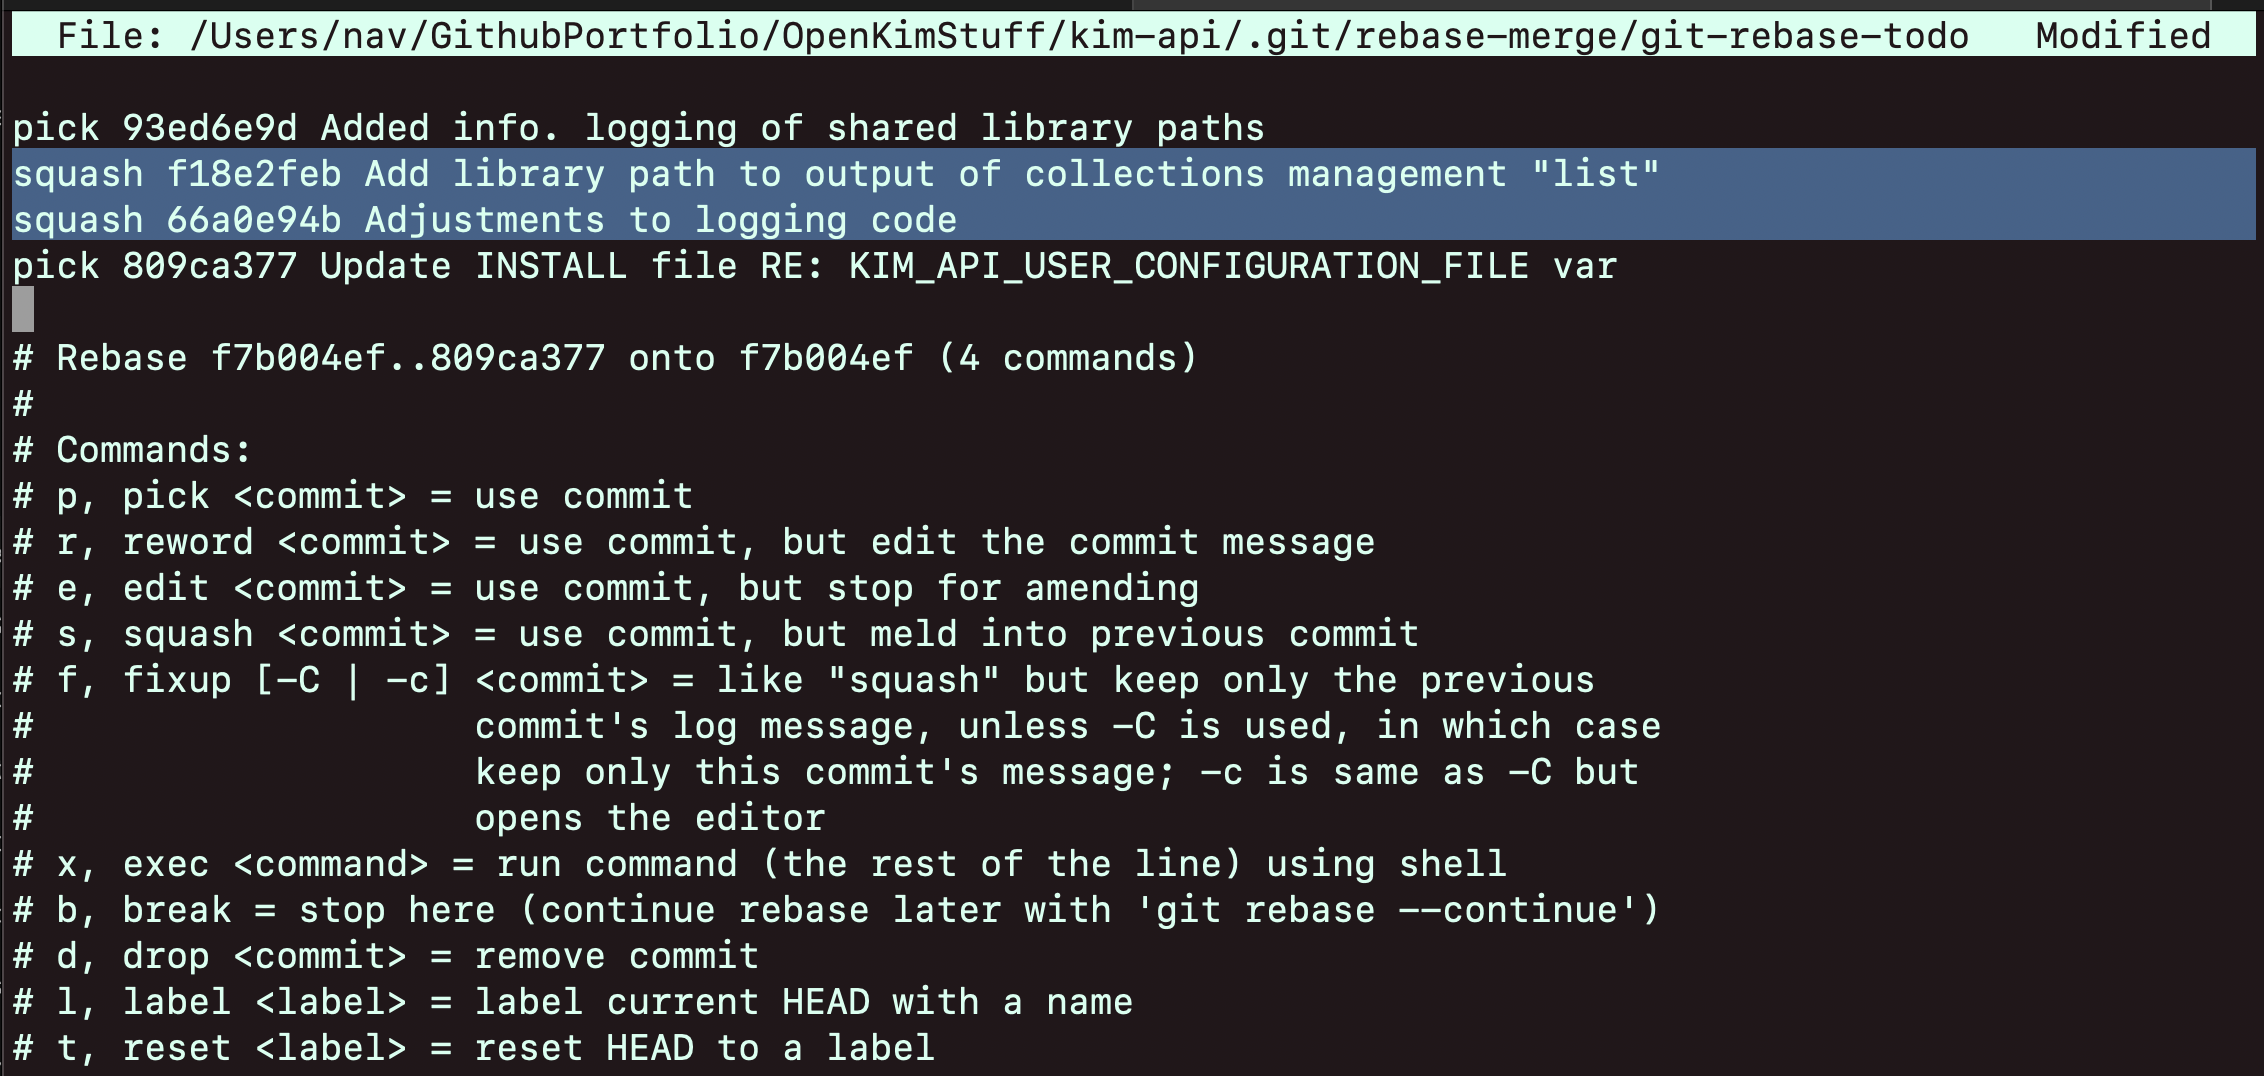 File: /Users/nav/GithubPortfolio/OpenKimStuff/kim-api/.git/rebase-merge/git-rebase-todo   Modified
pick 93ed6e9d Added info. logging of shared library paths
squash f18e2feb Add library path to output of collections management "list"
squash 66a0e94b Adjustments to logging code
pick 809ca377 Update INSTALL file RE: KIM_API_USER_CONFIGURATION_FILE var
# Rebase f7b004ef..809ca377 onto f7b004ef (4 commands)
#
# Commands:
# p, pick <commit> = use commit
# r, reword <commit> = use commit, but edit the commit message
# e, edit <commit> = use commit, but stop for amending
# s, squash <commit> = use commit, but meld into previous commit
# f, fixup [-C | -c] <commit> = like "squash" but keep only the previous
#                    commit's log message, unless -C is used, in which case
#                    keep only this commit's message; -c is same as -C but
#                    opens the editor
# x, exec <command> = run command (the rest of the line) using shell
# b, break = stop here (continue rebase later with 'git rebase --continue')
# d, drop <commit> = remove commit
# l, label <label> = label current HEAD with a name
# t, reset <label> = reset HEAD to a label